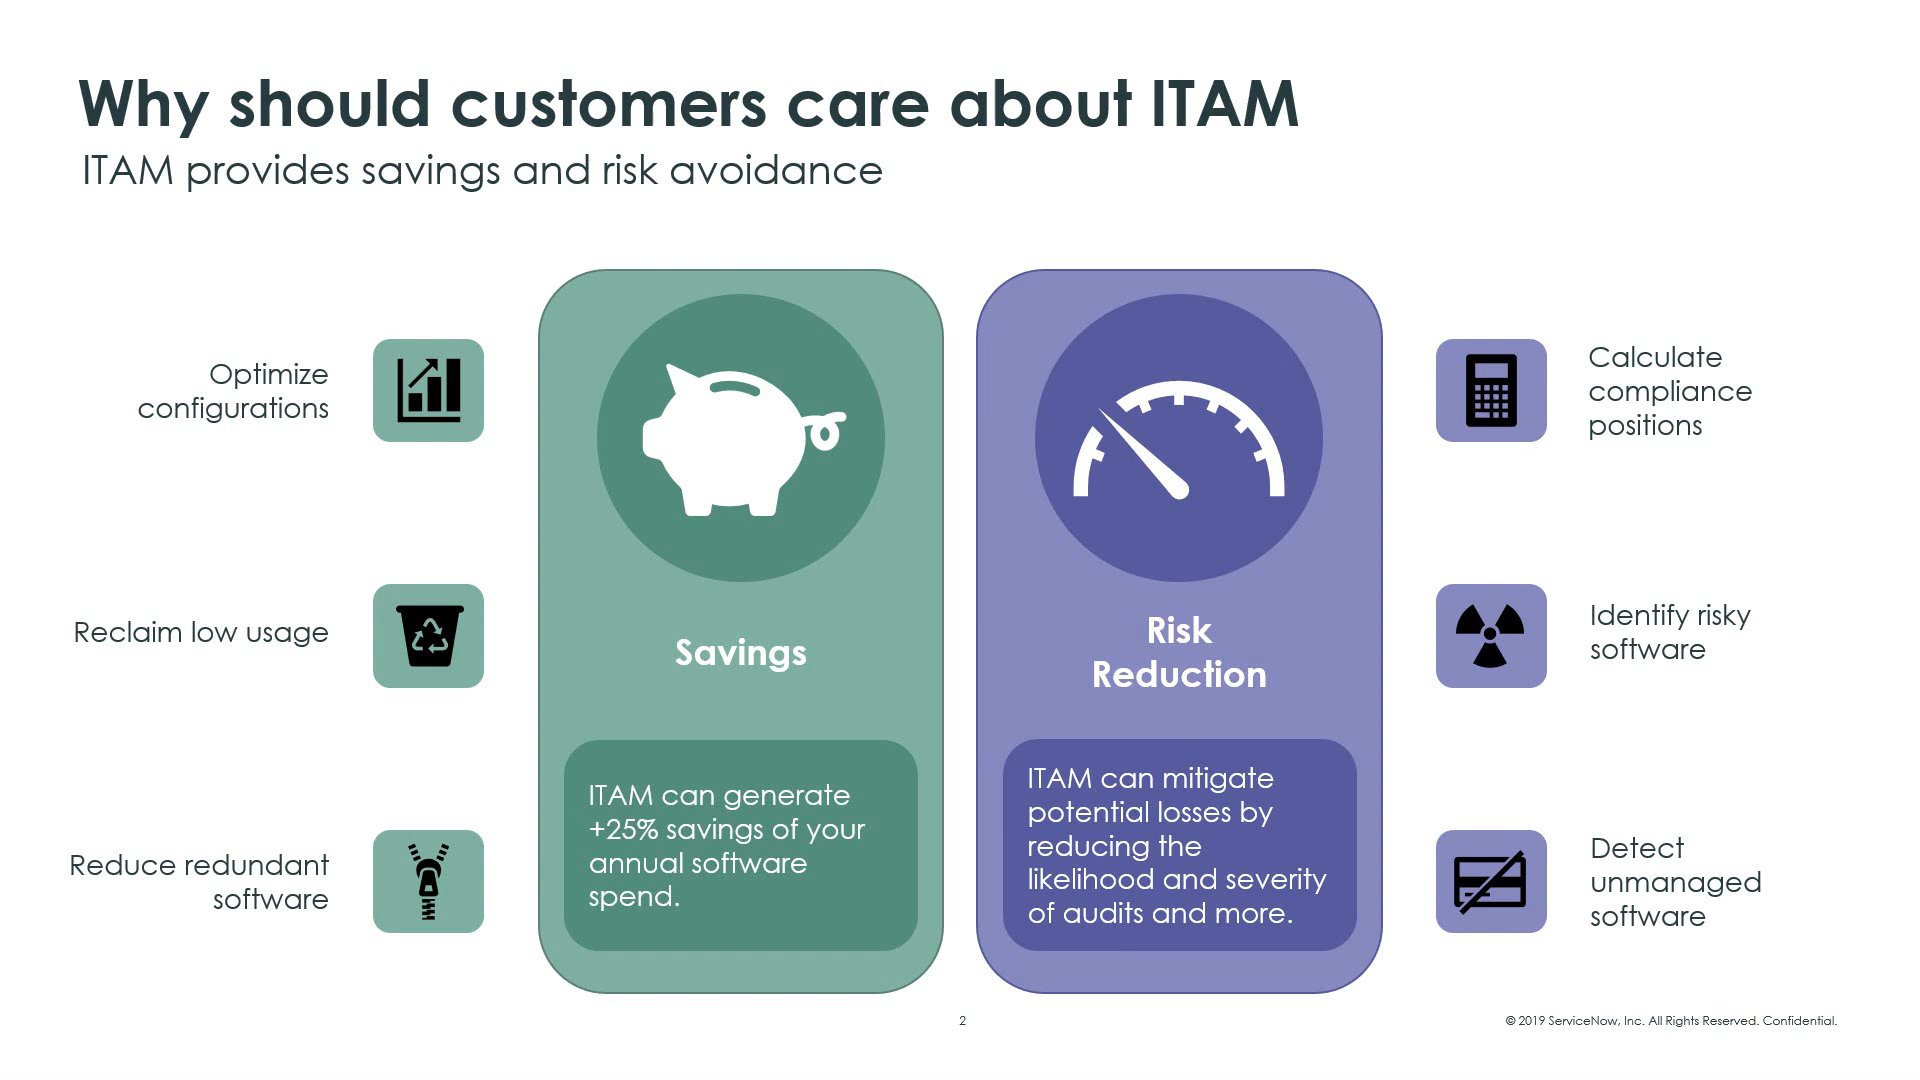 Why should customers care about ITAM
ITAM provides savings and risk avoidance
Optimize
configurations
Reclaim low usage
Reduce redundant
software
Savings
ITAM can generate
+25% savings of your
annual software
spend.
Risk
Reduction
ITAM can mitigate
potential losses by
reducing the
likelihood and severity
of audits and more.
Calculate
compliance
positions
Identify risky
software
Detect
unmanaged
software
2
© 2019 ServiceNow, Inc. All Rights Reserved. Confidential.